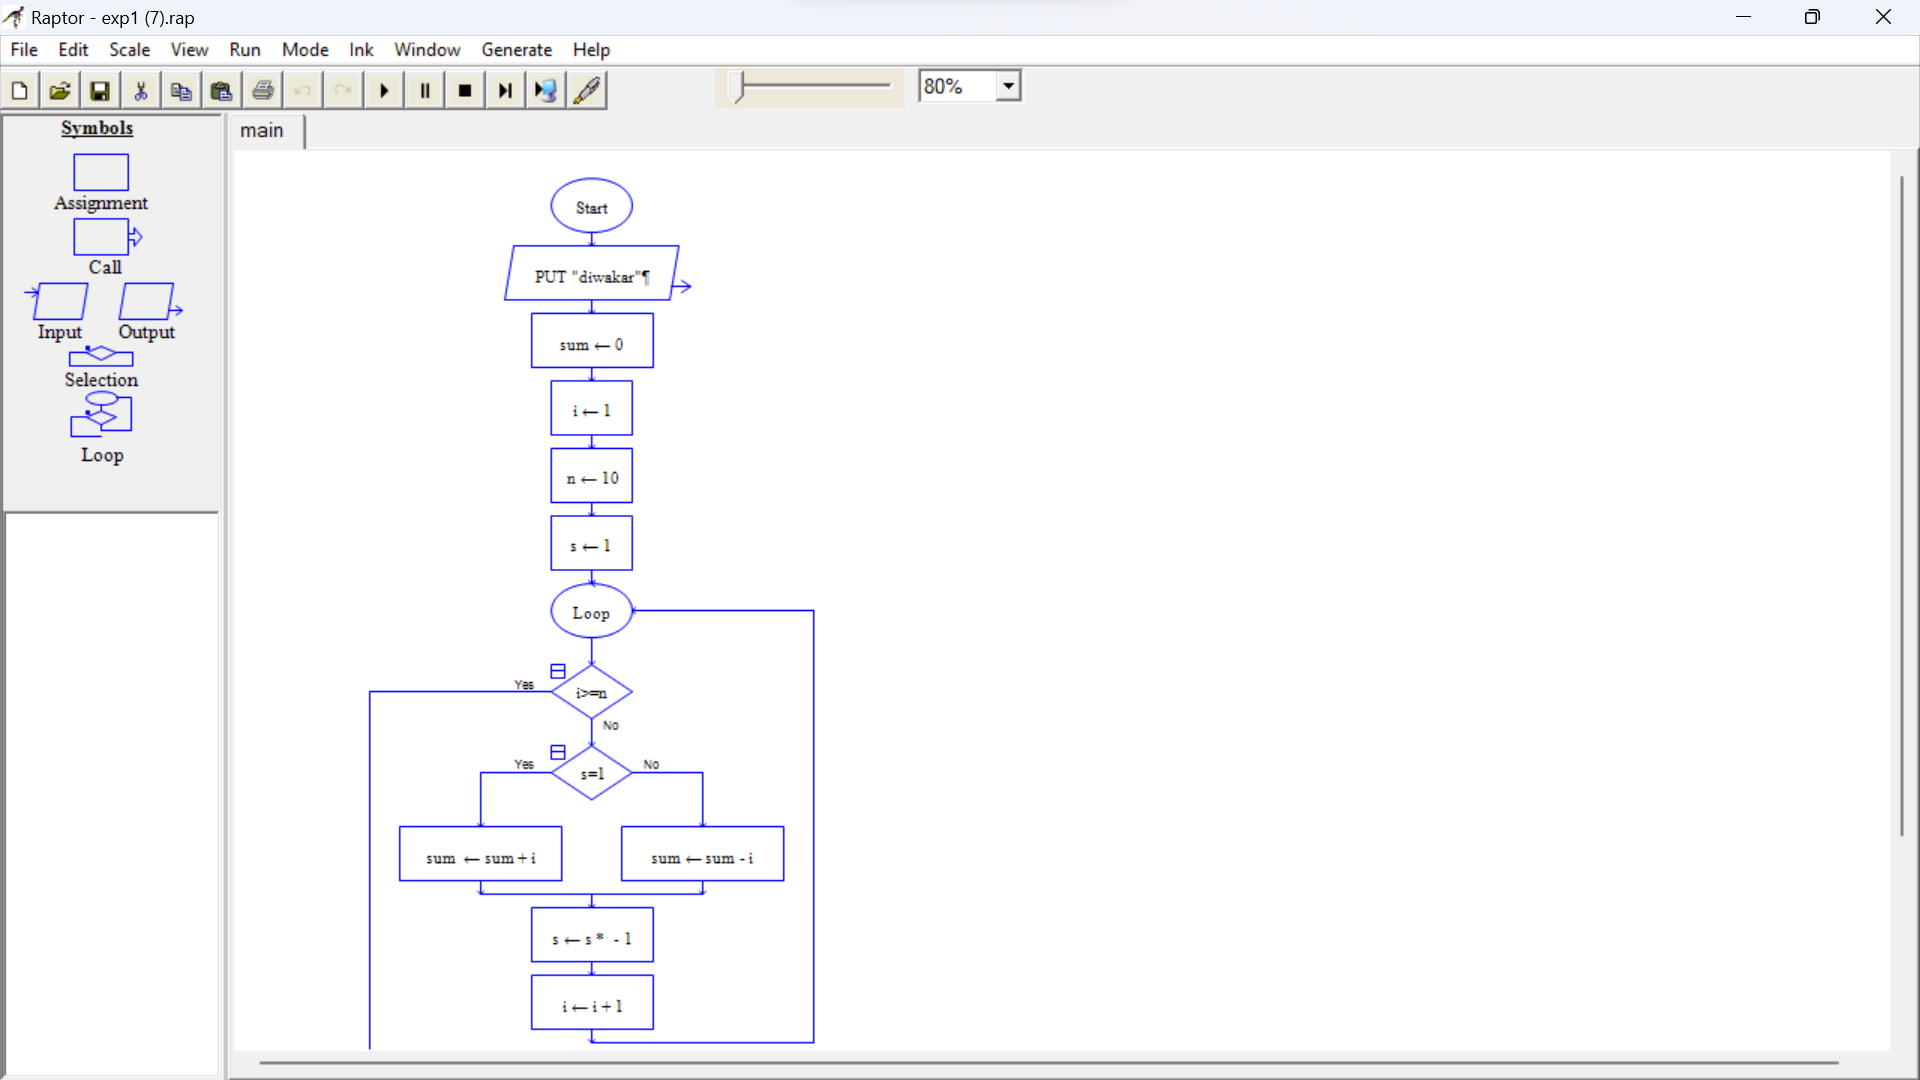 Raptor - exp1 (7).rap
File Edit Scale View Run Mode Ink Window Generate Help
80%
Symbols
Assignment
Call
Input Output
Selection
Loop
main
Start
PUT "diwakar"¶
sum ← 0
i ← 1
n ← 10
s ← 1
Loop
Yes i>=n
No
Yes s=1 No
sum ← sum + i sum ← sum - i
s ← s * - 1
i ← i + 1